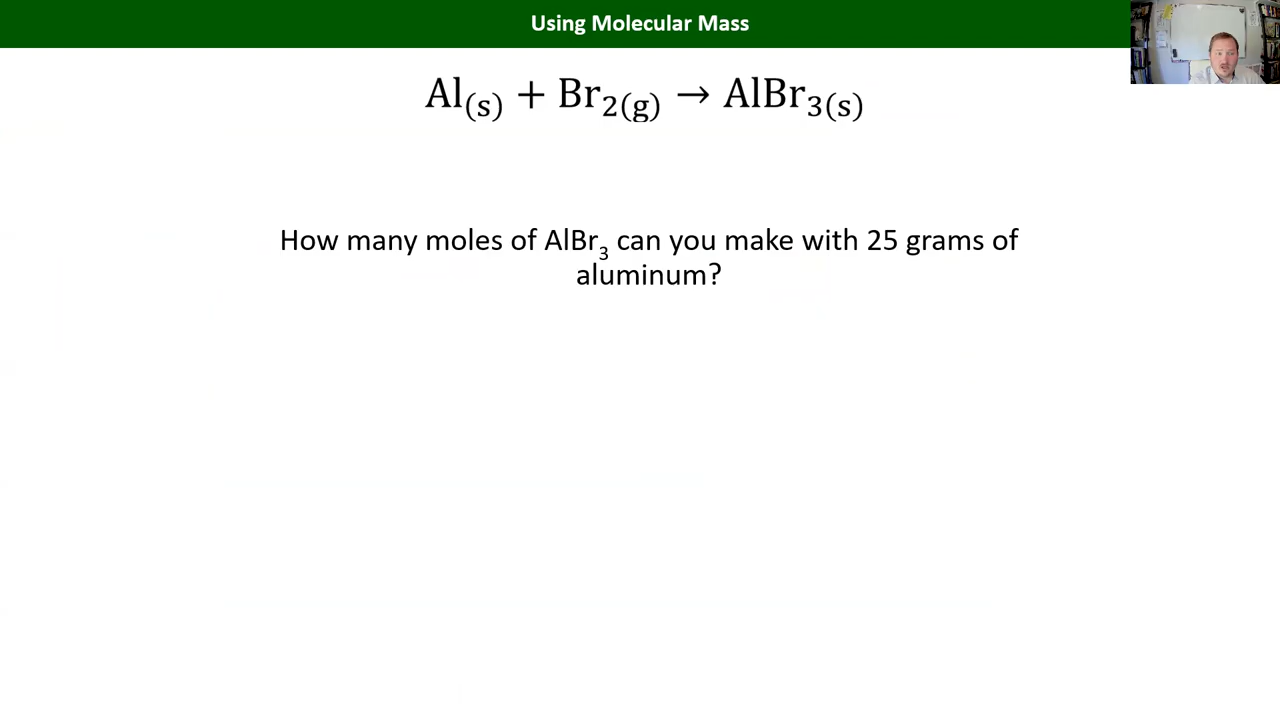 Using Molecular Mass
Al(s) + Br2(g) → AlBr3(s)
How many moles of AlBr3 can you make with 25 grams of
aluminum?